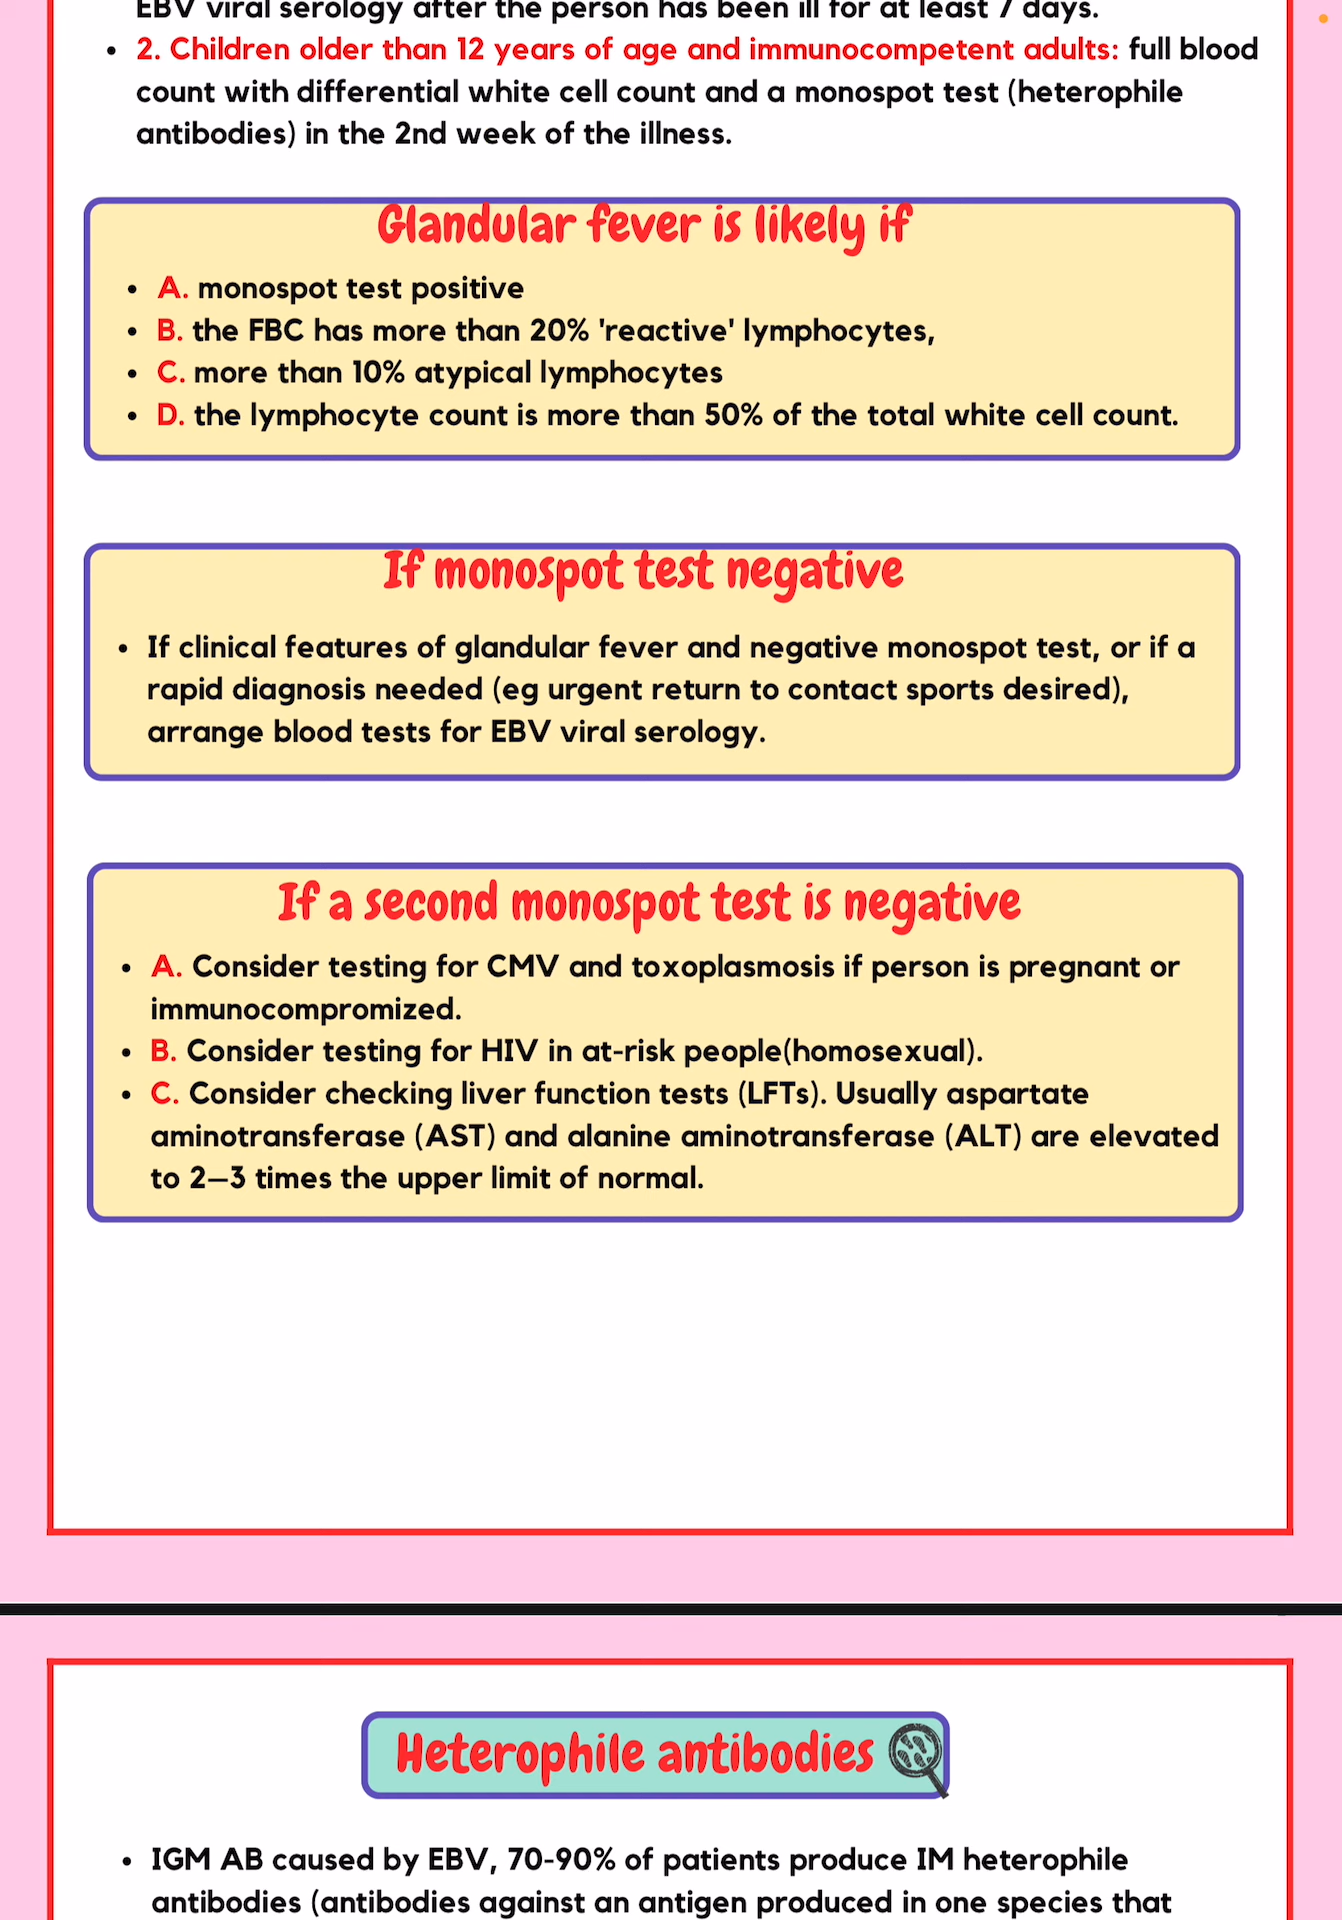 EBV viral serology after the person has been ill for at least 7 days.
• 2. Children older than 12 years of age and immunocompetent adults: full blood
count with differential white cell count and a monospot test (heterophile
antibodies) in the 2nd week of the illness.
Glandular fever is likely if
• A. monospot test positive
• B. the FBC has more than 20% 'reactive' lymphocytes,
• C. more than 10% atypical lymphocytes
• D. the lymphocyte count is more than 50% of the total white cell count.
If monospot test negative
• If clinical features of glandular fever and negative monospot test, or if a
rapid diagnosis needed (eg urgent return to contact sports desired),
arrange blood tests for EBV viral serology.
If a second monospot test is negative
• A. Consider testing for CMV and toxoplasmosis if person is pregnant or
immunocompromized.
• B. Consider testing for HIV in at-risk people(homosexual).
• C. Consider checking liver function tests (LFTs). Usually aspartate
aminotransferase (AST) and alanine aminotransferase (ALT) are elevated
to 2–3 times the upper limit of normal.
Heterophile antibodies
• IGM AB caused by EBV, 70-90% of patients produce IM heterophile
antibodies (antibodies against an antigen produced in one species that